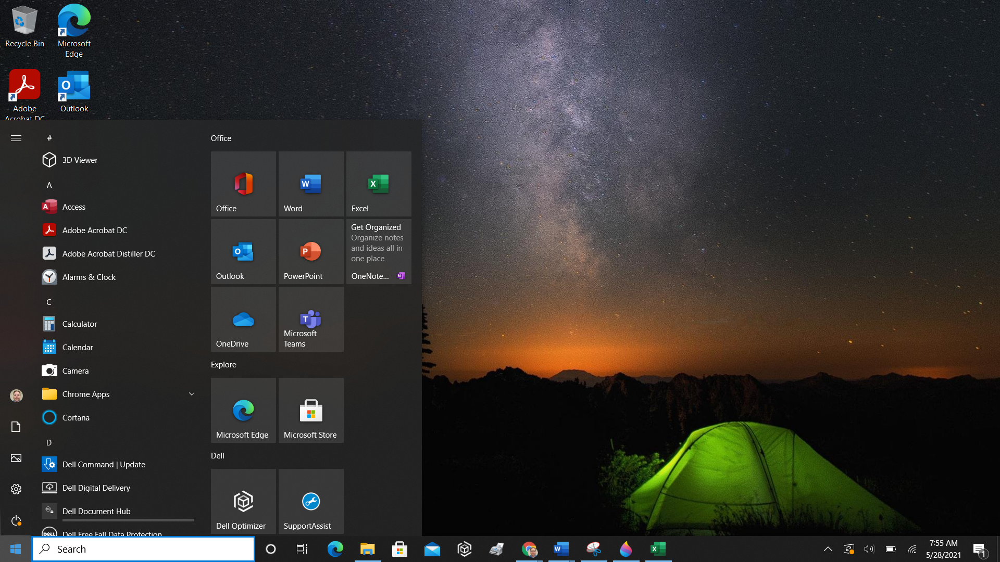 Recycle Bin
Microsoft
Edge
Adobe
Acrobat DC
Outlook
#
3D Viewer
A
Access
Adobe Acrobat DC
Adobe Acrobat Distiller DC
Alarms & Clock
C
Calculator
Calendar
Camera
Chrome Apps
Cortana
D
Dell Command | Update
Dell Digital Delivery
Dell Document Hub
Dell Free Fall Data Protection
Office
Office
Word
Excel
Outlook
PowerPoint
Get Organized
Organize notes
and ideas all in
one place
OneNote...
OneDrive
Microsoft
Teams
Explore
Microsoft Edge
Microsoft Store
Dell
Dell Optimizer
SupportAssist
Search
7:55 AM
5/28/2021
1